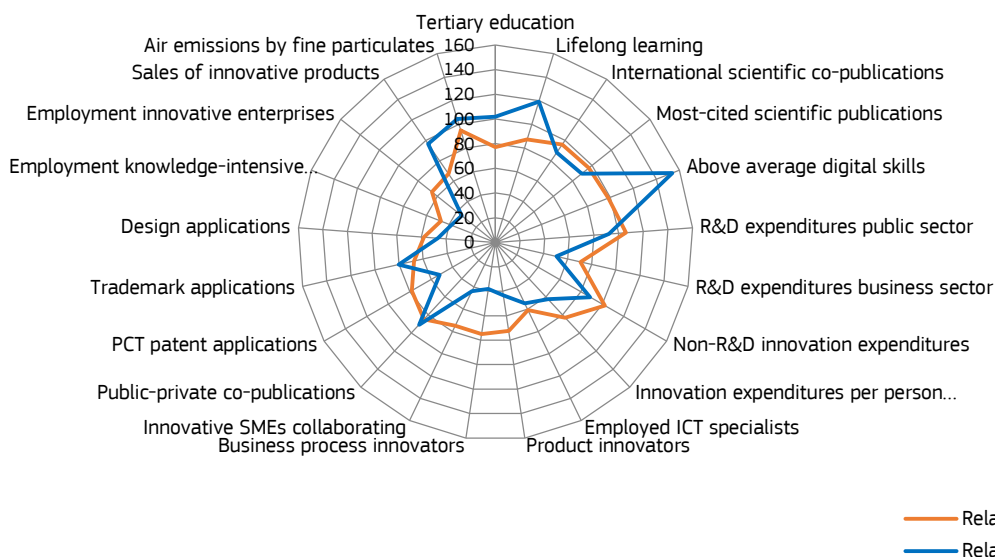 Tertiary education
Lifelong learning
International scientific co-publications
Most-cited scientific publications
Above average digital skills
R&D expenditures public sector
R&D expenditures business sector
Non-R&D innovation expenditures
Innovation expenditures per person...
Employed ICT specialists
Product innovators
Business process innovators
Innovative SMEs collaborating
Public-private co-publications
PCT patent applications
Trademark applications
Design applications
Employment knowledge-intensive...
Employment innovative enterprises
Sales of innovative products
Air emissions by fine particulates
160
140
120
100
80
60
40
20
0
Rela
Rela